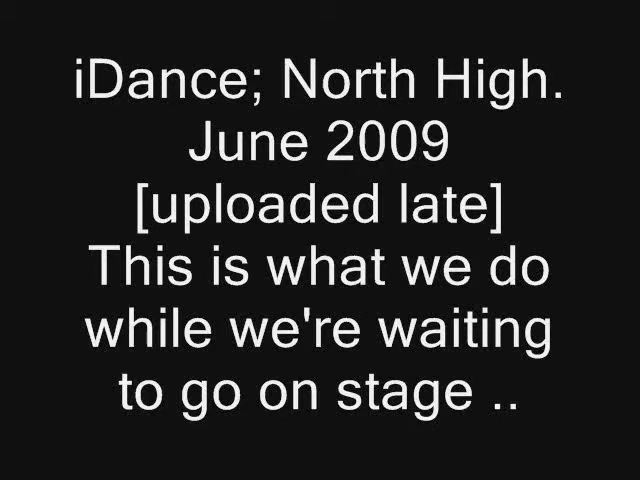 iDance; North High.
June 2009
[uploaded late]
This is what we do
while we're waiting
to go on stage ..